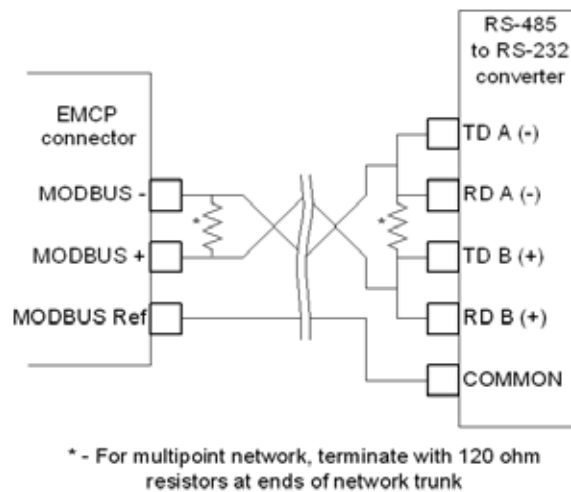 RS-485
to RS-232
converter
EMCP
connector
TD A (-)
MODBUS -
RD A (-)
*
*
MODBUS +
TD B (+)
MODBUS Ref
RD B (+)
COMMON
* - For multipoint network, terminate with 120 ohm
resistors at ends of network trunk